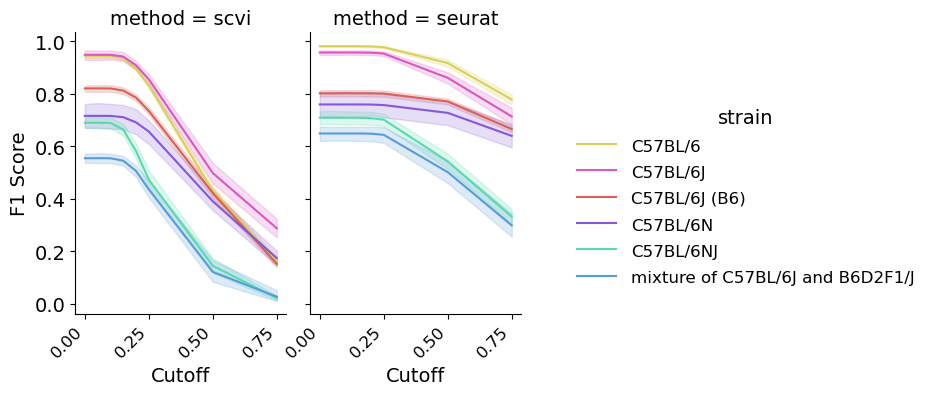 method = scvi
method = seurat
1.0
0.8
0.6
0.4
0.2
0.0
F1 Score
0.00
0.25
0.50
0.75
Cutoff
0.00
0.25
0.50
0.75
Cutoff
strain
C57BL/6
C57BL/6J
C57BL/6J (B6)
C57BL/6N
C57BL/6NJ
mixture of C57BL/6J and B6D2F1/J